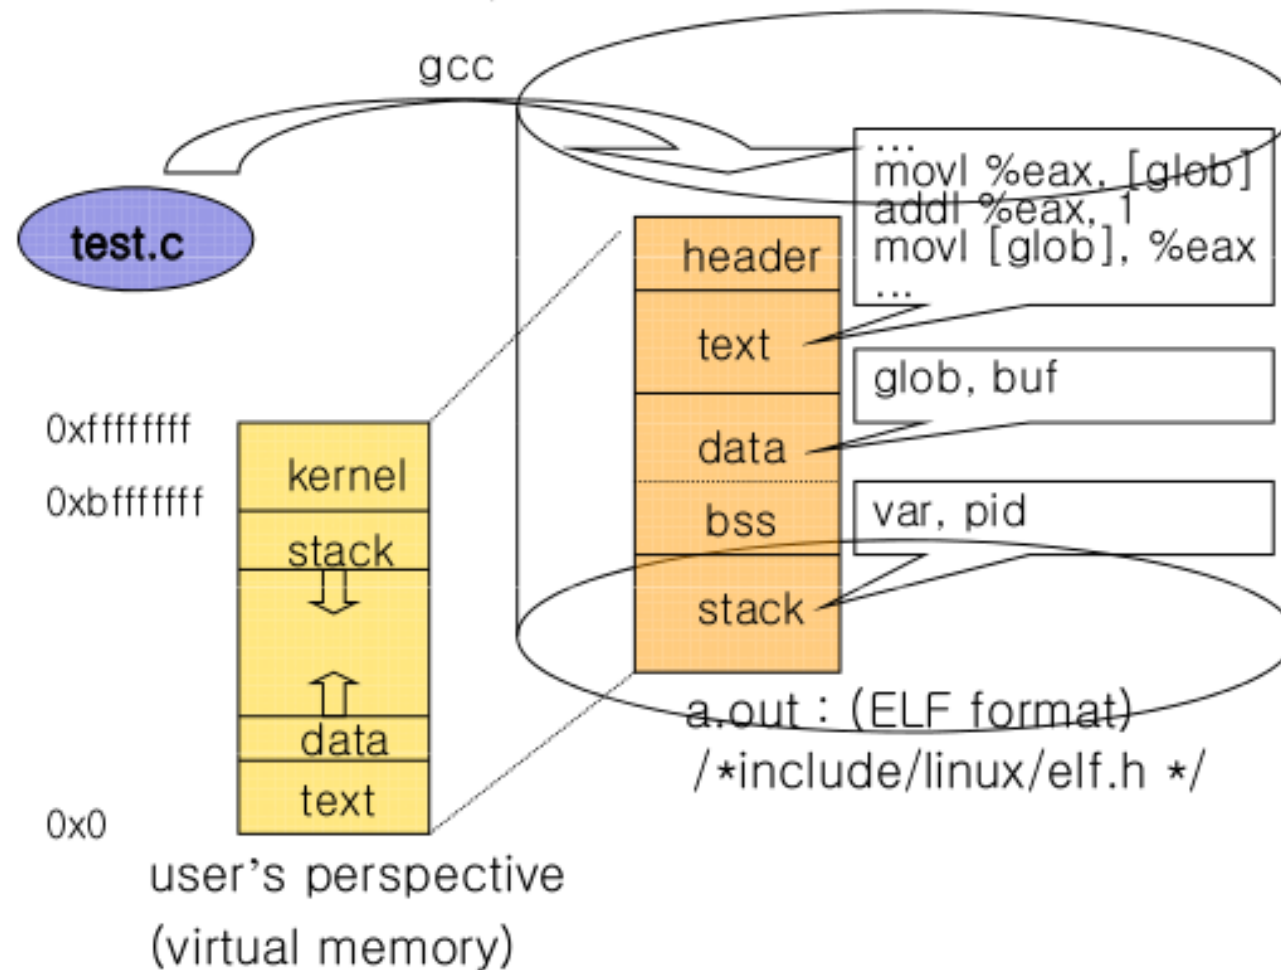 gcc
test.c
...
movl %eax, [glob]
addl %eax, 1
movl [glob], %eax
...
header
text
data
bss
stack
glob, buf
var, pid
a.out : (ELF format)
/*include/linux/elf.h */
0xffffffff
0xbfffffff
0x0
kernel
stack
data
text
user's perspective
(virtual memory)